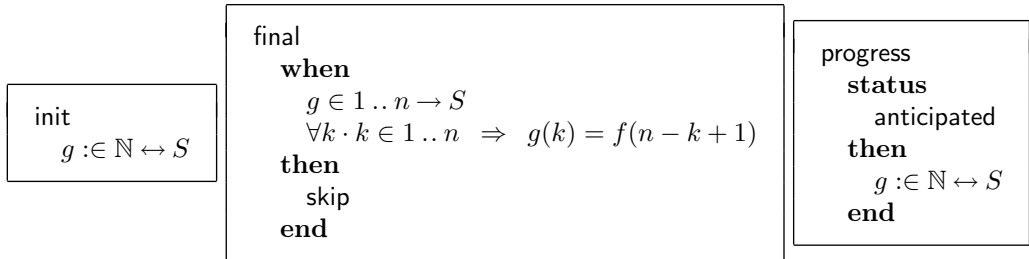 init
g :∈ ℕ ↔ S
final
when
g ∈ 1 .. n → S
∀k · k ∈ 1 .. n ⇒ g(k) = f(n − k + 1)
then
skip
end
progress
status
anticipated
then
g :∈ ℕ ↔ S
end